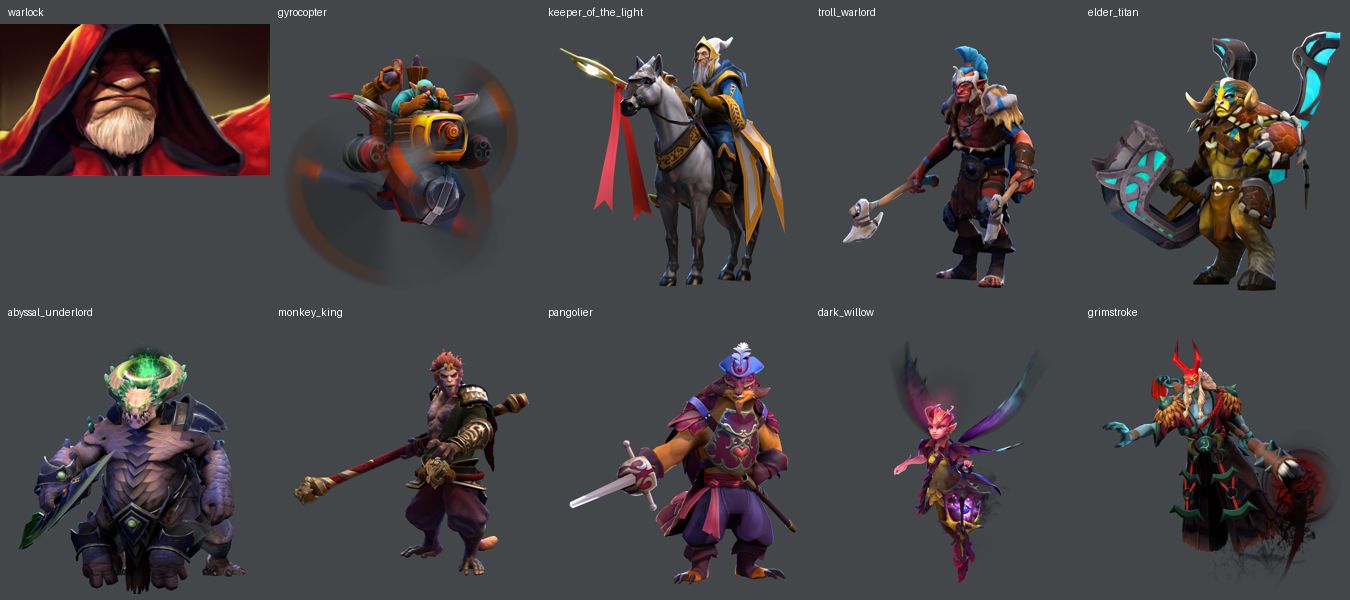 warlock
gyrocopter
keeper_of_the_light
troll_warlord
elder_titan
abyssal_underlord
monkey_king
pangolier
dark_willow
grimstroke